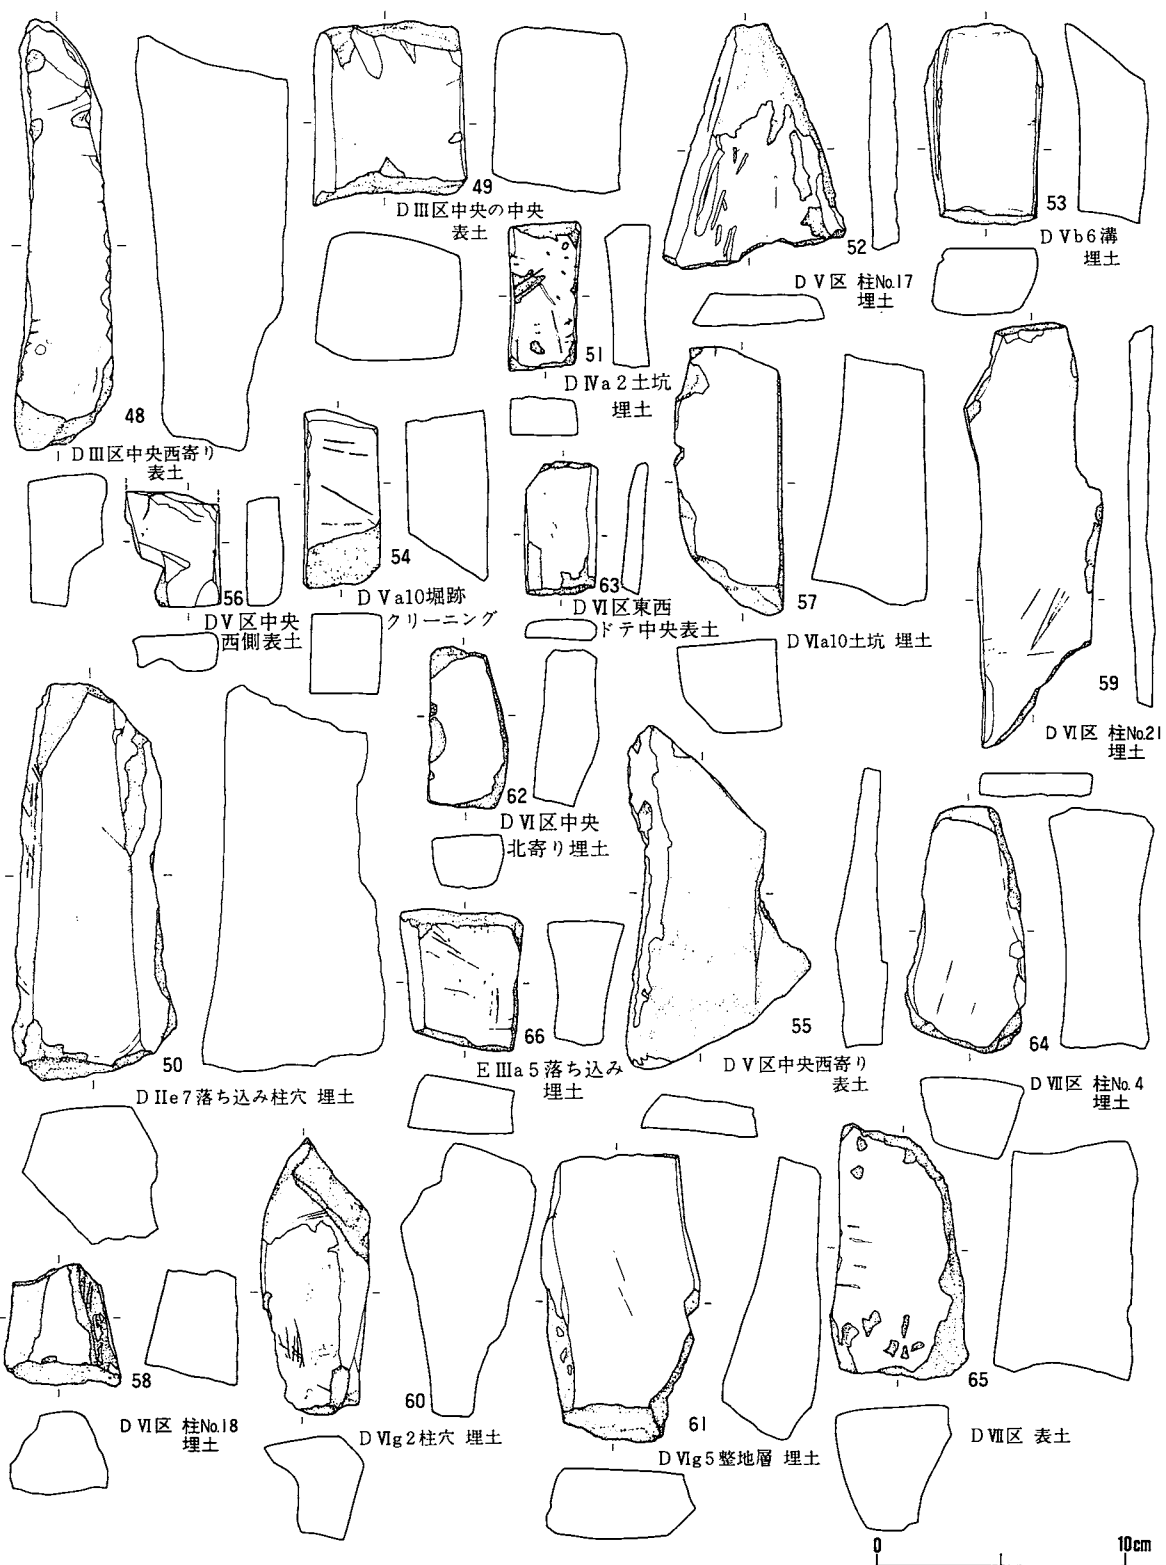 48
DⅢ区中央西寄り
表土
49
DⅢ区中央の中央
表土
51
DⅣa2土坑
埋土
52
DⅤ区 柱No.17
埋土
53
DⅤb6溝
埋土
56
DⅤ区中央
西側表土
54
DⅤa10堀跡
クリーニング
63
DⅥ区東西
ドテ中央表土
57
DⅥa10土坑 埋土
59
DⅥ区 柱No.21
埋土
62
DⅥ区中央
北寄り埋土
50
DⅡe7落ち込み柱穴 埋土
66
EⅢa5落ち込み
埋土
55
DⅤ区中央西寄り
表土
64
DⅦ区 柱No.4
埋土
58
DⅥ区 柱No.18
埋土
60
DⅥg2柱穴 埋土
61
DⅥg5整地層 埋土
65
DⅦ区 表土
0 10cm